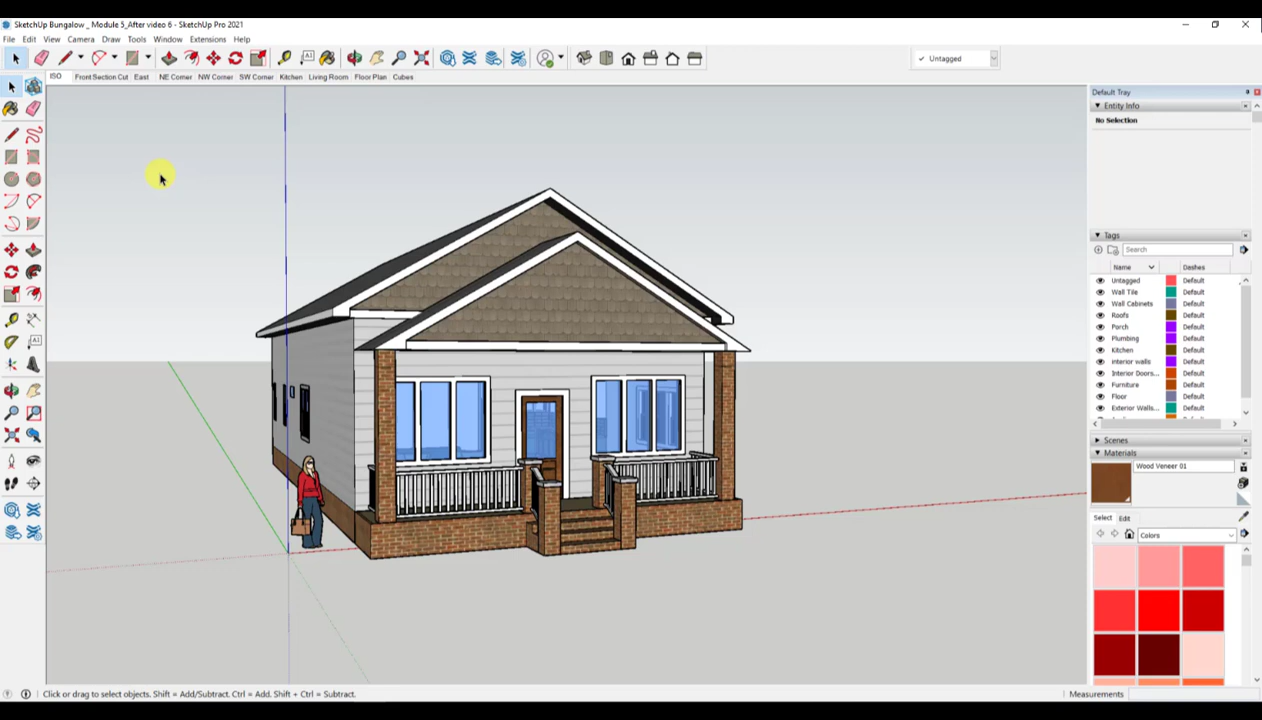 SketchUp Bungalow _ Module 5_After video 6 - SketchUp Pro 2021
File Edit View Camera Draw Tools Window Extensions Help
Untagged
ISO Front Section Cut East NE Corner NW Corner SW Corner Kitchen Living Room Floor Plan Cubes
Default Tray
Entity Info
No Selection
Tags
Search
Name Dashes
Untagged Default
Wall Tile Default
Wall Cabinets Default
Roofs Default
Porch Default
Plumbing Default
Kitchen Default
interior walls Default
Interior Doors... Default
Furniture Default
Floor Default
Exterior Walls... Default
Scenes
Materials
Wood Veneer 01
Select Edit
Colors
Click or drag to select objects. Shift = Add/Subtract. Ctrl = Add. Shift + Ctrl = Subtract.
Measurements